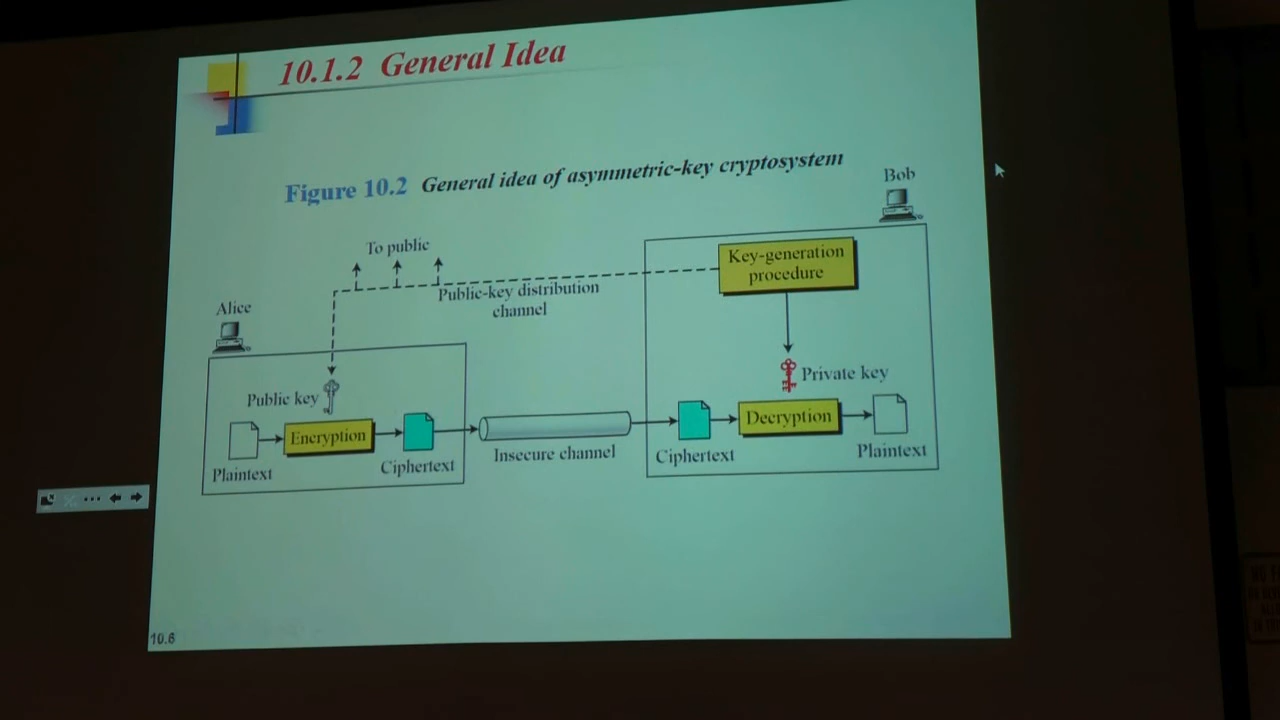 10.1.2 General Idea
Figure 10.2 General idea of asymmetric-key cryptosystem
Bob
To public
Key-generation
procedure
Public-key distribution
channel
Alice
Public key
Private key
Encryption
Decryption
Plaintext
Ciphertext
Insecure channel
Ciphertext
Plaintext
10.6